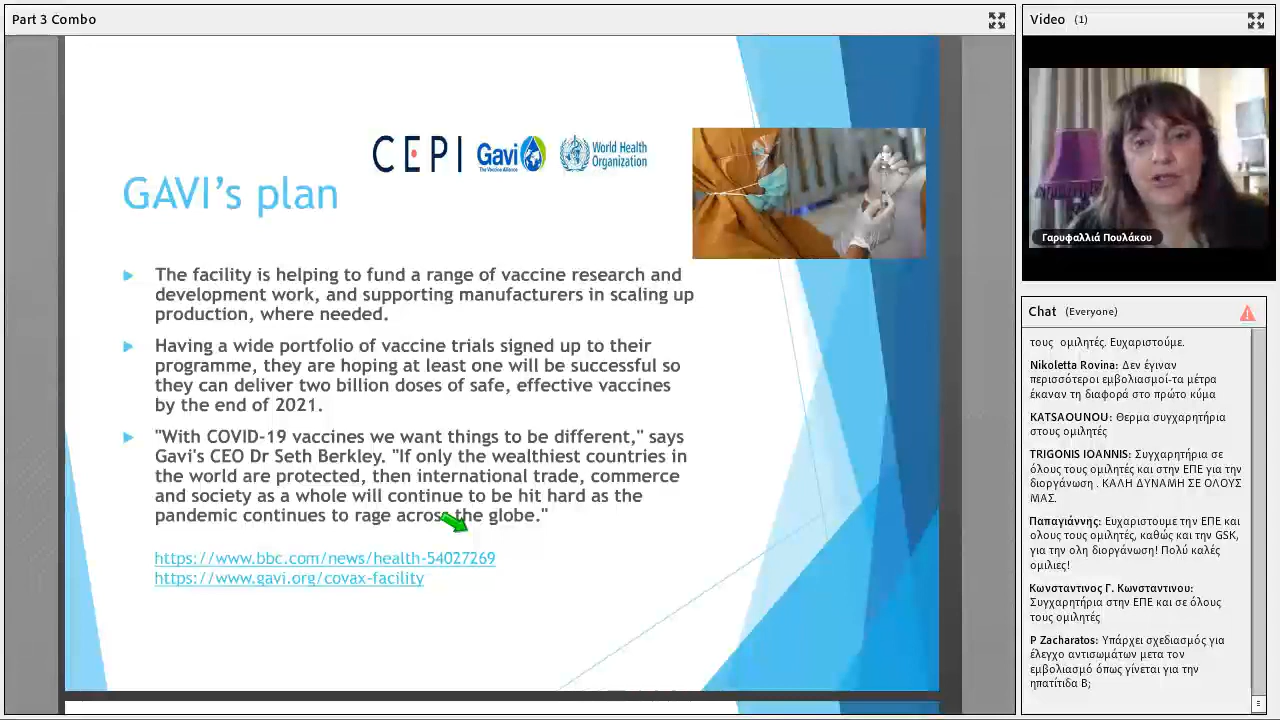 Part 3 Combo
CEPI
Gavi
The Vaccine Alliance
World Health
Organization
GAVI’s plan
The facility is helping to fund a range of vaccine research and
development work, and supporting manufacturers in scaling up
production, where needed.
Having a wide portfolio of vaccine trials signed up to their
programme, they are hoping at least one will be successful so
they can deliver two billion doses of safe, effective vaccines
by the end of 2021.
"With COVID-19 vaccines we want things to be different," says
Gavi's CEO Dr Seth Berkley. "If only the wealthiest countries in
the world are protected, then international trade, commerce
and society as a whole will continue to be hit hard as the
pandemic continues to rage across the globe."
https://www.bbc.com/news/health-54027269
https://www.gavi.org/covax-facility
Video (1)
Γαρυφαλλιά Πουλάκου
Chat (Everyone)
τους ομιλητές. Ευχαριστούμε.
Nikoletta Rovina: Δεν έγιναν
περισσότεροι εμβολιασμοί-τα μέτρα
έκαναν τη διαφορά στο πρώτο κύμα
KATSAOUNOU: Θερμα συγχαρητήρια
στους ομιλητές
TRIGONIS IOANNIS: Συγχαρητήρια σε
όλους τους ομιλητές και στην ΕΠΕ για την
διοργάνωση . ΚΑΛΗ ΔΥΝΑΜΗ ΣΕ ΟΛΟΥΣ
ΜΑΣ.
Παπαγιάννης: Ευχαριστουμε την ΕΠΕ και
ολους τους ομιλητές, καθώς και την GSK,
για την ολη διοργάνωση! Πολύ καλές
ομιλιες!
Κωνσταντινος Γ. Κωνσταντινου:
Συγχαρητήρια στην ΕΠΕ και σε όλους
τους ομιλητές
P Zacharatos: Υπάρχει σχεδιασμός για
έλεγχο αντισωμάτων μετα τον
εμβολιασμό όπως γίνεται για την
ηπατίτιδα Β;